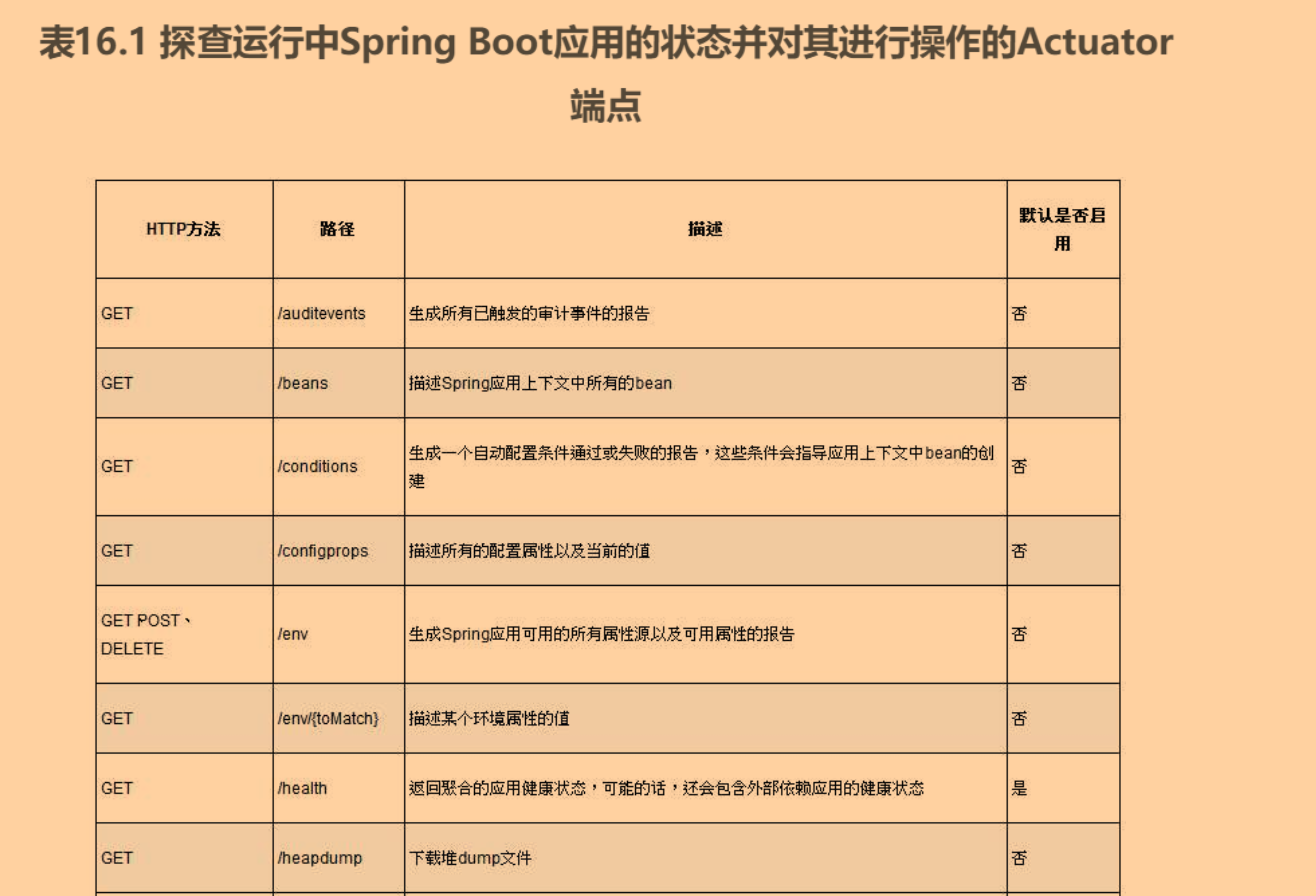 表16.1 探查运行中Spring Boot应用的状态并对其进行操作的Actuator
端点
HTTP方法 路径 描述 默认是否启
用
GET /auditevents 生成所有已触发的审计事件的报告 否
GET /beans 描述Spring应用上下文中所有的bean 否
GET /conditions 生成一个自动配置条件通过或失败的报告，这些条件会指导应用上下文中bean的创
建 否
GET /configprops 描述所有的配置属性以及当前的值 否
GET POST、
DELETE /env 生成Spring应用可用的所有属性源以及可用属性的报告 否
GET /env/{toMatch} 描述某个环境属性的值 否
GET /health 返回聚合的应用健康状态，可能的话，还会包含外部依赖应用的健康状态 是
GET /heapdump 下载堆dump文件 否